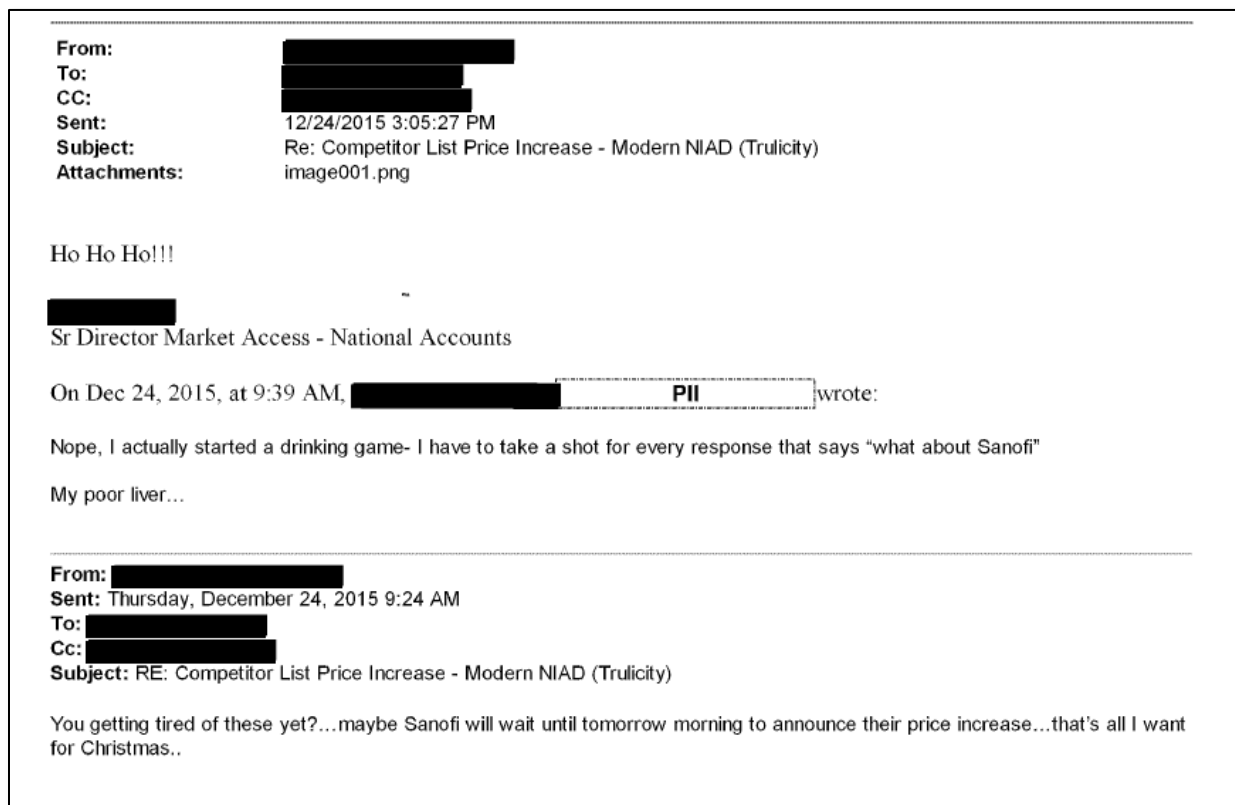 From:
To:
CC:
Sent: 12/24/2015 3:05:27 PM
Subject: Re: Competitor List Price Increase - Modern NIAD (Trulicity)
Attachments: image001.png
Ho Ho Ho!!!
Sr Director Market Access - National Accounts
On Dec 24, 2015, at 9:39 AM, PII wrote:
Nope, I actually started a drinking game- I have to take a shot for every response that says “what about Sanofi”
My poor liver…
From:
Sent: Thursday, December 24, 2015 9:24 AM
To:
Cc:
Subject: RE: Competitor List Price Increase - Modern NIAD (Trulicity)
You getting tired of these yet?…maybe Sanofi will wait until tomorrow morning to announce their price increase…that’s all I want
for Christmas..